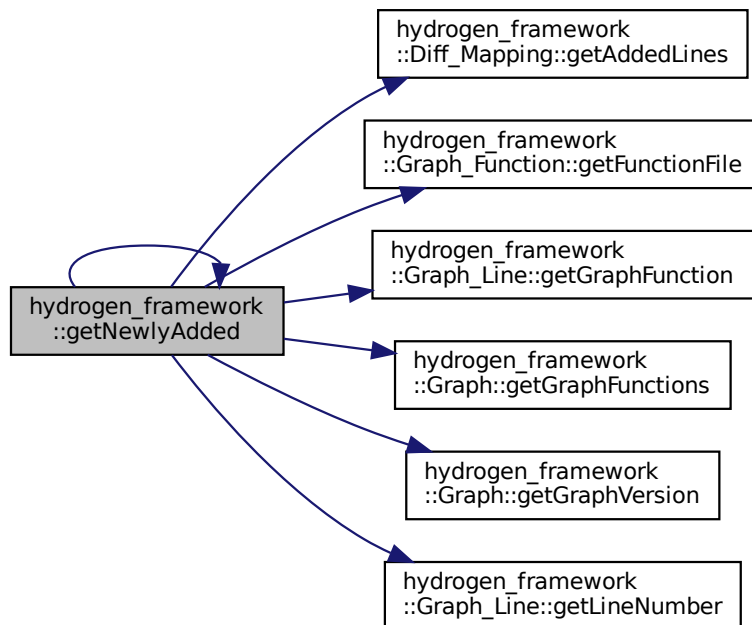 hydrogen_framework
::getNewlyAdded
hydrogen_framework
::Diff_Mapping::getAddedLines
hydrogen_framework
::Graph_Function::getFunctionFile
hydrogen_framework
::Graph_Line::getGraphFunction
hydrogen_framework
::Graph::getGraphFunctions
hydrogen_framework
::Graph::getGraphVersion
hydrogen_framework
::Graph_Line::getLineNumber